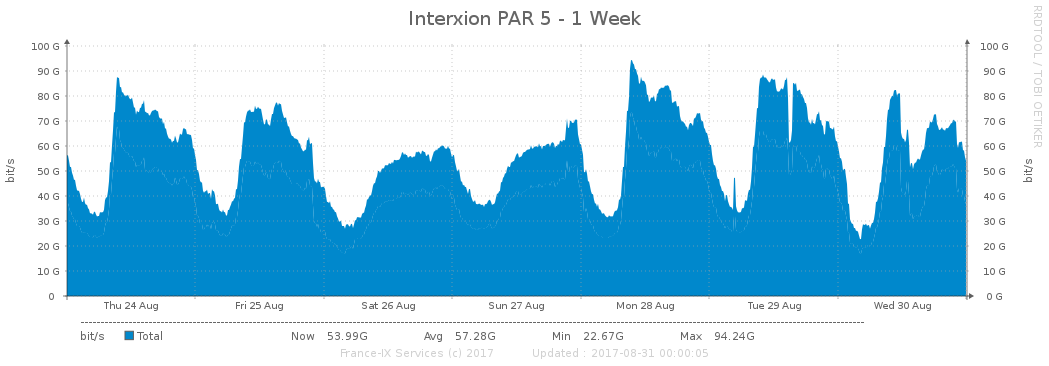 Interxion PAR 5 - 1 Week
RRDTOOL / TOBI OETIKER
bit/s
100 G
90 G
80 G
70 G
60 G
50 G
40 G
30 G
20 G
10 G
0
100 G
90 G
80 G
70 G
60 G
50 G
40 G
30 G
20 G
10 G
0 G
bit/s
Thu 24 Aug Fri 25 Aug Sat 26 Aug Sun 27 Aug Mon 28 Aug Tue 29 Aug Wed 30 Aug
bit/s Total Now 53.99G Avg 57.28G Min 22.67G Max 94.24G
France-IX Services (c) 2017 Updated : 2017-08-31 00:00:05